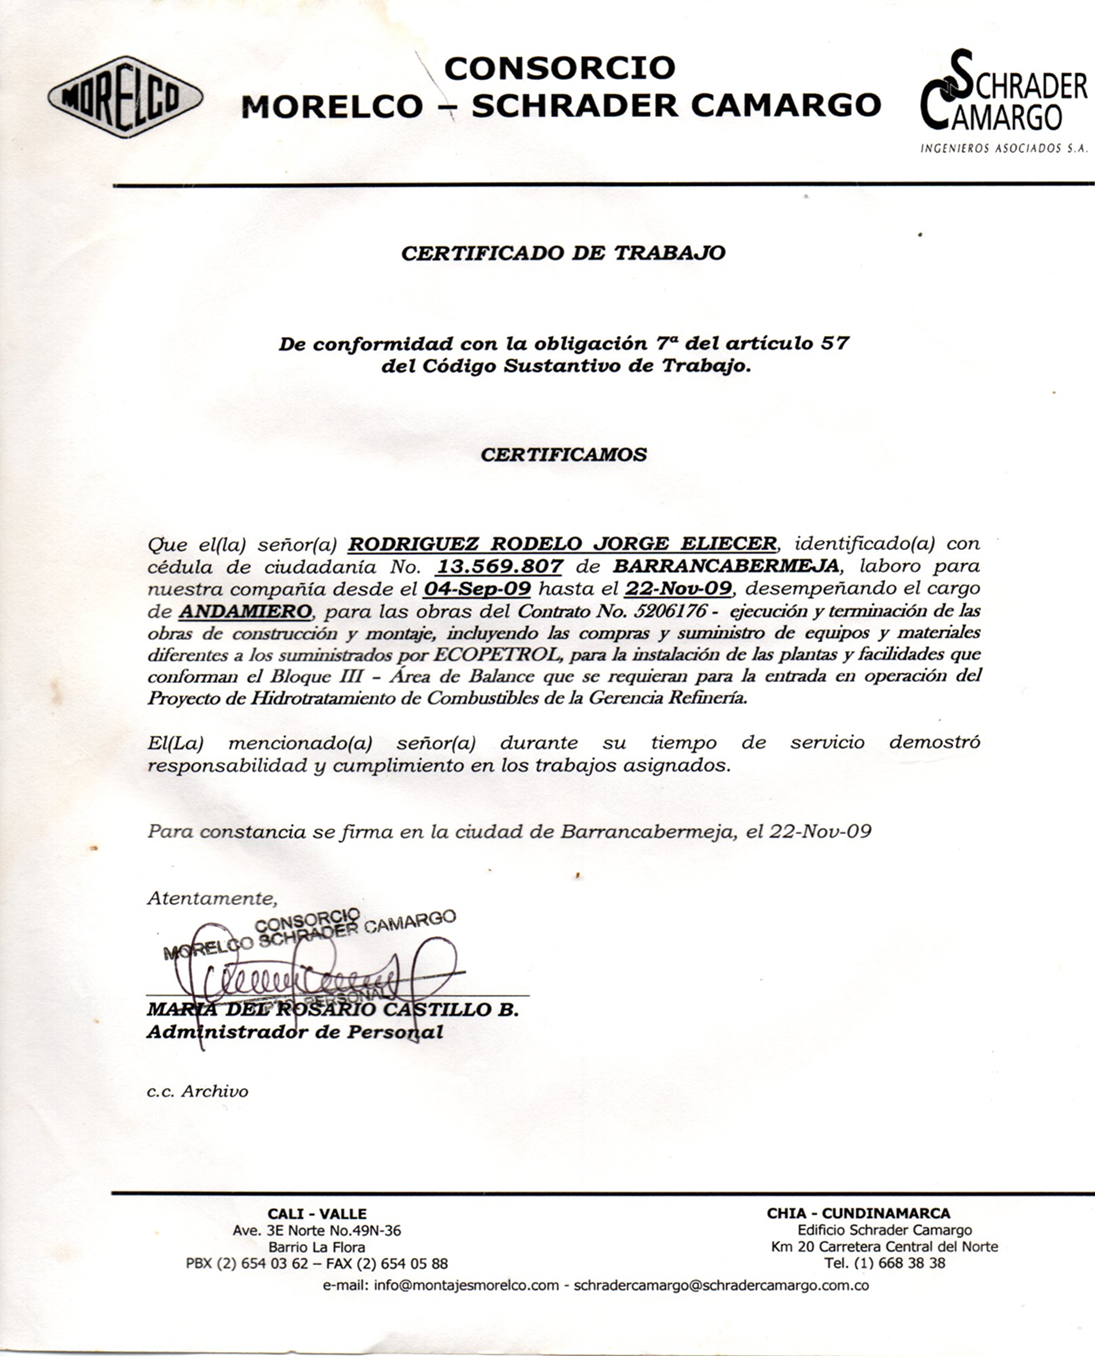 MORELCO
CONSORCIO
MORELCO – SCHRADER CAMARGO
SCHRADER
CAMARGO
INGENIEROS ASOCIADOS S.A.
CERTIFICADO DE TRABAJO
De conformidad con la obligación 7ª del artículo 57
del Código Sustantivo de Trabajo.
CERTIFICAMOS
Que el(la) señor(a) RODRIGUEZ RODELO JORGE ELIECER, identificado(a) con
cédula de ciudadanía No. 13.569.807 de BARRANCABERMEJA, laboro para
nuestra compañía desde el 04-Sep-09 hasta el 22-Nov-09, desempeñando el cargo
de ANDAMIERO, para las obras del Contrato No. 5206176 - ejecución y terminación de las
obras de construcción y montaje, incluyendo las compras y suministro de equipos y materiales
diferentes a los suministrados por ECOPETROL, para la instalación de las plantas y facilidades que
conforman el Bloque III – Área de Balance que se requieran para la entrada en operación del
Proyecto de Hidrotratamiento de Combustibles de la Gerencia Refinería.
El(La) mencionado(a) señor(a) durante su tiempo de servicio demostró
responsabilidad y cumplimiento en los trabajos asignados.
Para constancia se firma en la ciudad de Barrancabermeja, el 22-Nov-09
Atentamente,
CONSORCIO
MORELCO SCHRADER CAMARGO
PERSONAL
MARIA DEL ROSARIO CASTILLO B.
Administrador de Personal
c.c. Archivo
CALI - VALLE
Ave. 3E Norte No.49N-36
Barrio La Flora
PBX (2) 654 03 62 – FAX (2) 654 05 88
CHIA - CUNDINAMARCA
Edificio Schrader Camargo
Km 20 Carretera Central del Norte
Tel. (1) 668 38 38
e-mail: info@montajesmorelco.com - schradercamargo@schradercamargo.com.co